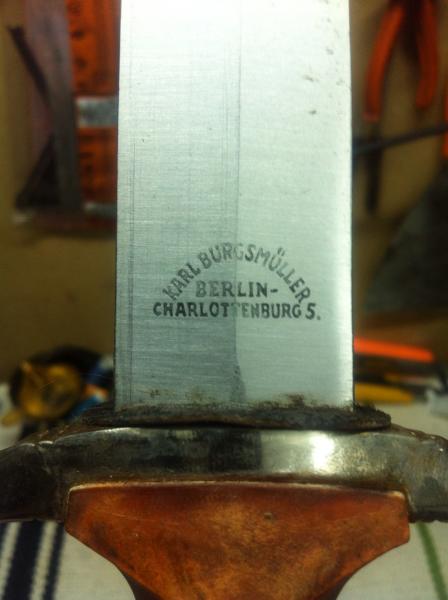 KARL BURGSMÜLLER
BERLIN-
CHARLOTTENBURG 5.